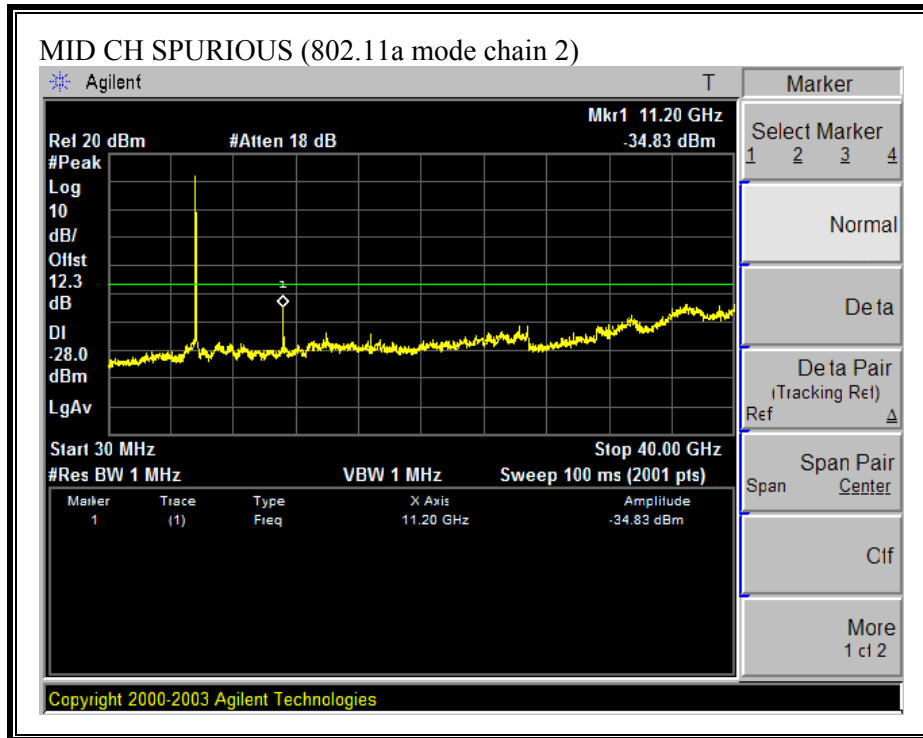 MID CH SPURIOUS (802.11a mode chain 2)
Agilent T
Mkr1 11.20 GHz
Ref 20 dBm #Atten 18 dB -34.83 dBm
#Peak
Log
10
dB/
Offst
12.3
dB
DI
-28.0
dBm
LgAv
1
Start 30 MHz Stop 40.00 GHz
#Res BW 1 MHz VBW 1 MHz Sweep 100 ms (2001 pts)
Marker Trace Type X Axis Amplitude
1 (1) Freq 11.20 GHz -34.83 dBm
Marker
Select Marker
1 2 3 4
Normal
Delta
Delta Pair
(Tracking Ref)
Ref Δ
Span Pair
Span Center
Off
More
1 of 2
Copyright 2000-2003 Agilent Technologies